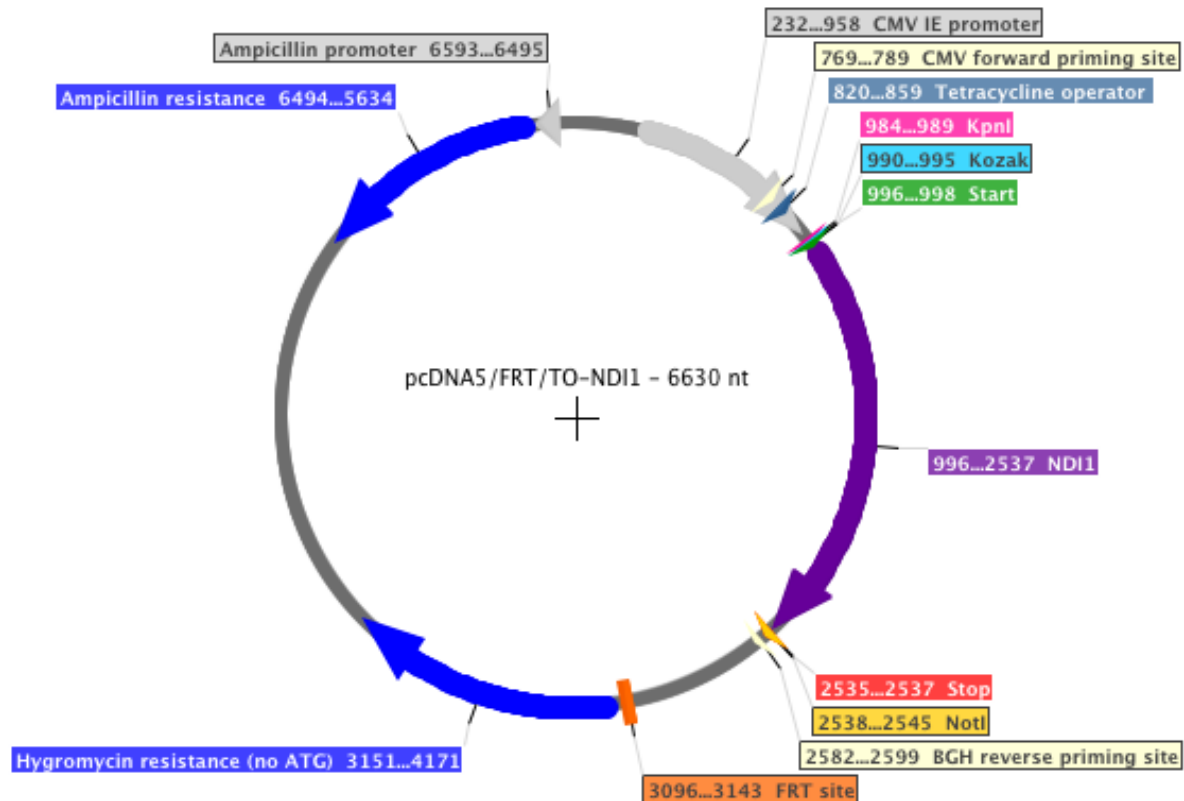 232...958 CMV IE promoter
Ampicillin promoter 6593...6495
769...789 CMV forward priming site
Ampicillin resistance 6494...5634
820...859 Tetracycline operator
984...989 KpnI
990...995 Kozak
996...998 Start
pcDNA5/FRT/TO-NDI1 - 6630 nt
996...2537 NDI1
2535...2537 Stop
2538...2545 NotI
Hygromycin resistance (no ATG) 3151...4171
2582...2599 BGH reverse priming site
3096...3143 FRT site